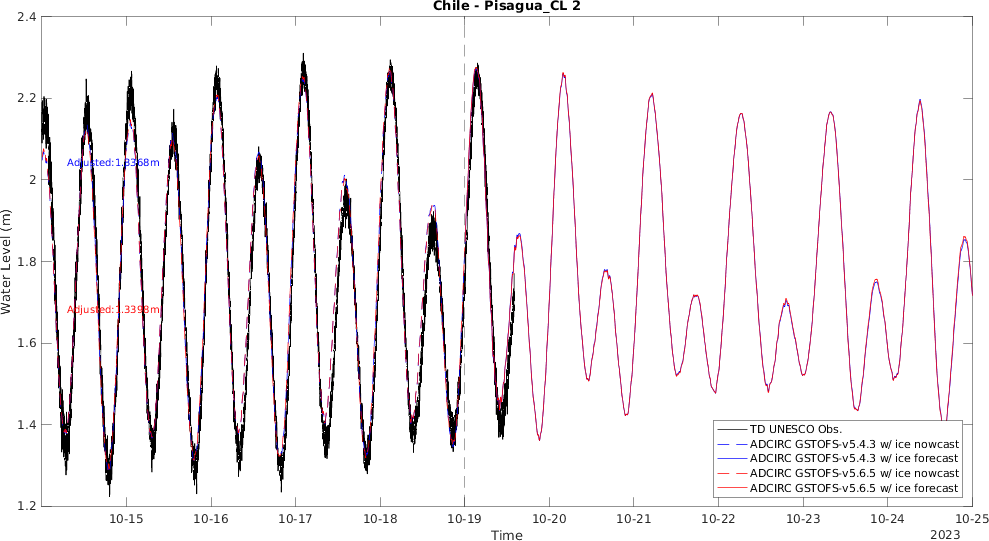 Chile - Pisagua_CL 2
Water Level (m)
2.4
2.2
2
1.8
1.6
1.4
1.2
Adjusted:1.3368m
Adjusted:1.3398m
TD UNESCO Obs.
ADCIRC GSTOFS-v5.4.3 w/ ice nowcast
ADCIRC GSTOFS-v5.4.3 w/ ice forecast
ADCIRC GSTOFS-v5.6.5 w/ ice nowcast
ADCIRC GSTOFS-v5.6.5 w/ ice forecast
10-15 10-16 10-17 10-18 10-19 10-20 10-21 10-22 10-23 10-24 10-25
Time
2023